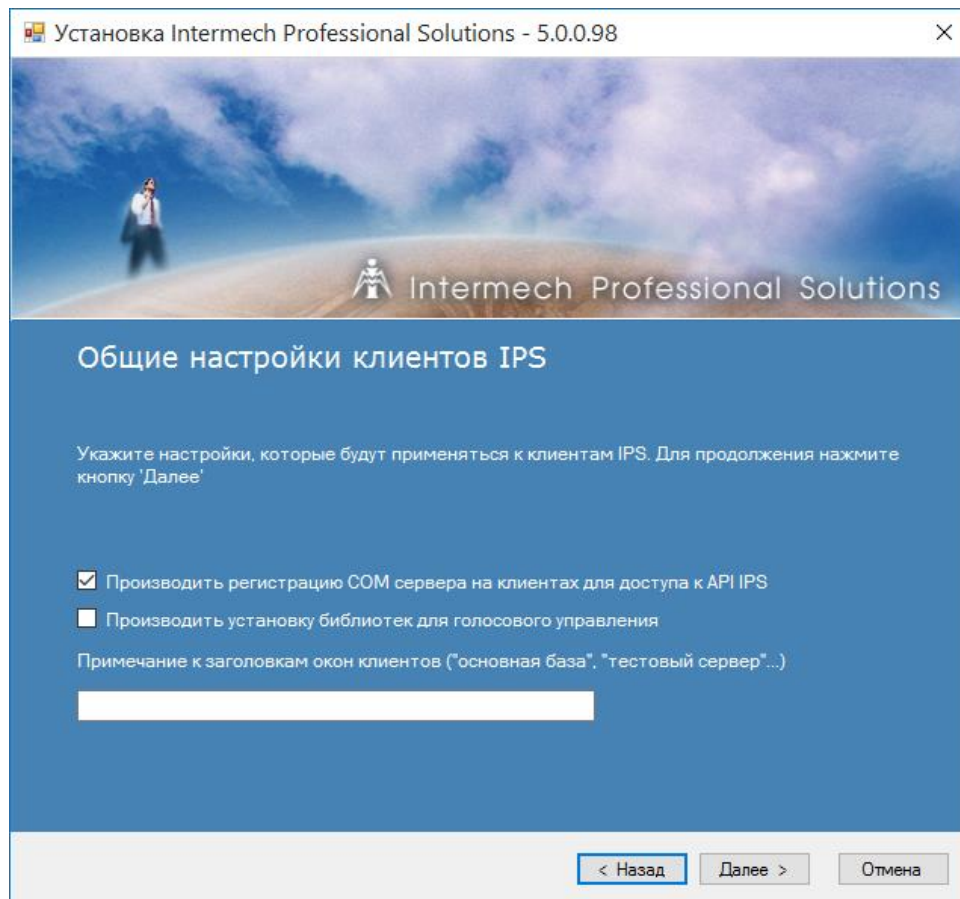 Установка Intermech Professional Solutions - 5.0.0.98
Intermech Professional Solutions
Общие настройки клиентов IPS
Укажите настройки, которые будут применяться к клиентам IPS. Для продолжения нажмите
кнопку 'Далее'
Производить регистрацию COM сервера на клиентах для доступа к API IPS
Производить установку библиотек для голосового управления
Примечание к заголовкам окон клиентов ("основная база", "тестовый сервер"...)
< Назад
Далее >
Отмена